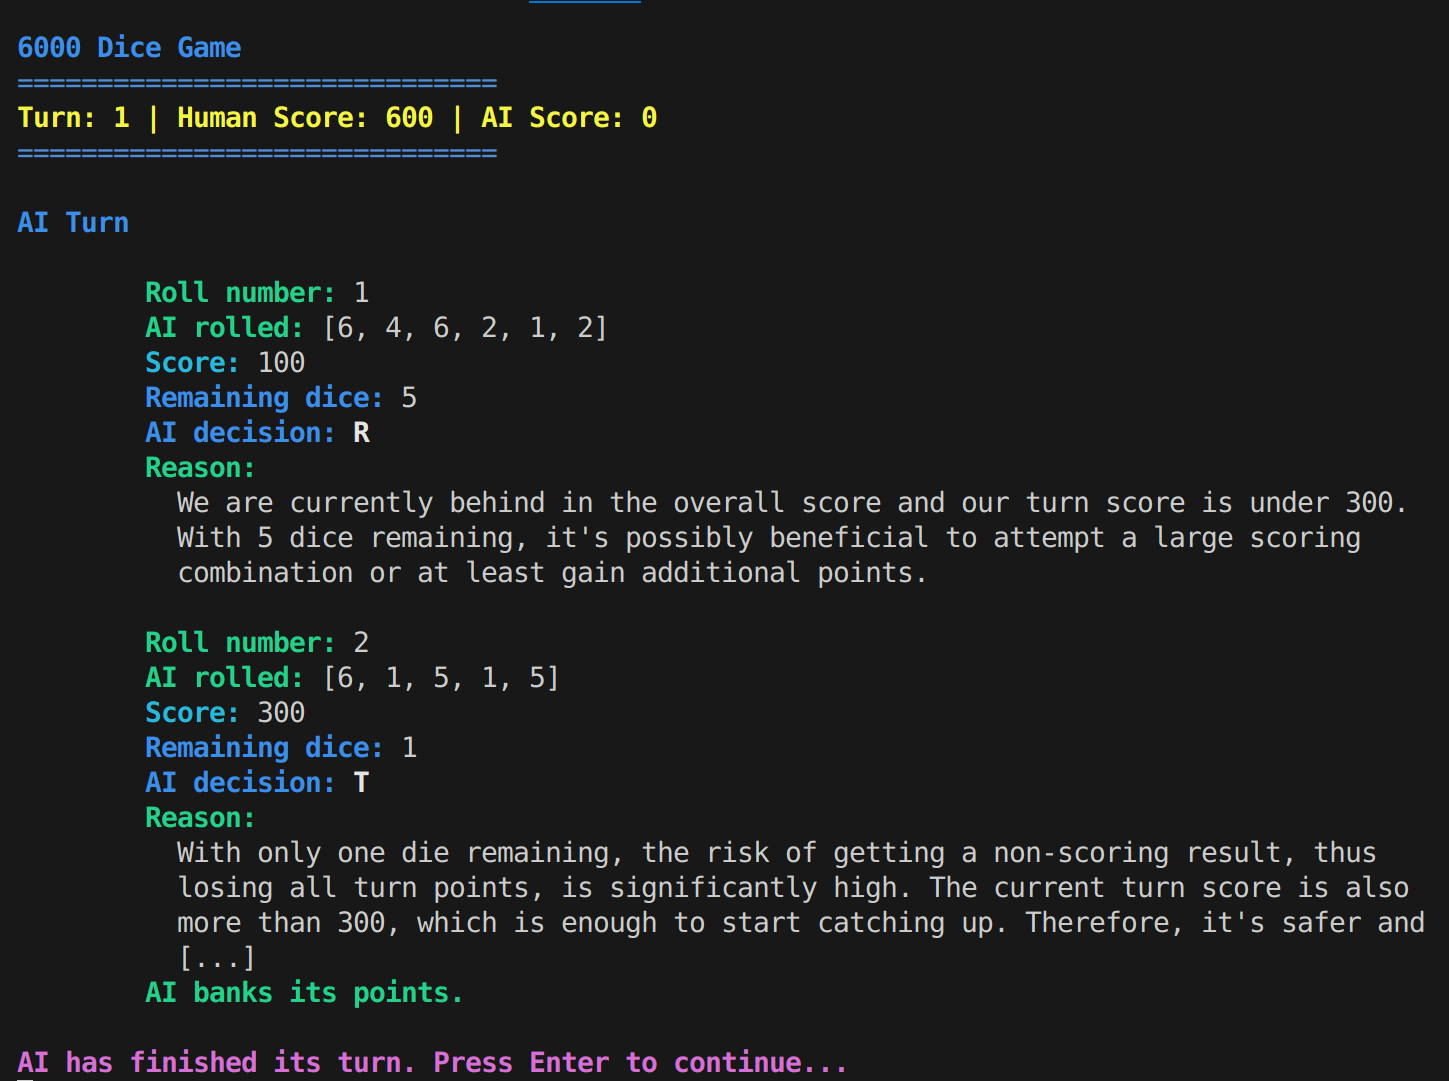 6000 Dice Game
==============================
Turn: 1 | Human Score: 600 | AI Score: 0
==============================
AI Turn
Roll number: 1
AI rolled: [6, 4, 6, 2, 1, 2]
Score: 100
Remaining dice: 5
AI decision: R
Reason:
We are currently behind in the overall score and our turn score is under 300.
With 5 dice remaining, it's possibly beneficial to attempt a large scoring
combination or at least gain additional points.
Roll number: 2
AI rolled: [6, 1, 5, 1, 5]
Score: 300
Remaining dice: 1
AI decision: T
Reason:
With only one die remaining, the risk of getting a non-scoring result, thus
losing all turn points, is significantly high. The current turn score is also
more than 300, which is enough to start catching up. Therefore, it's safer and
[...]
AI banks its points.
AI has finished its turn. Press Enter to continue...